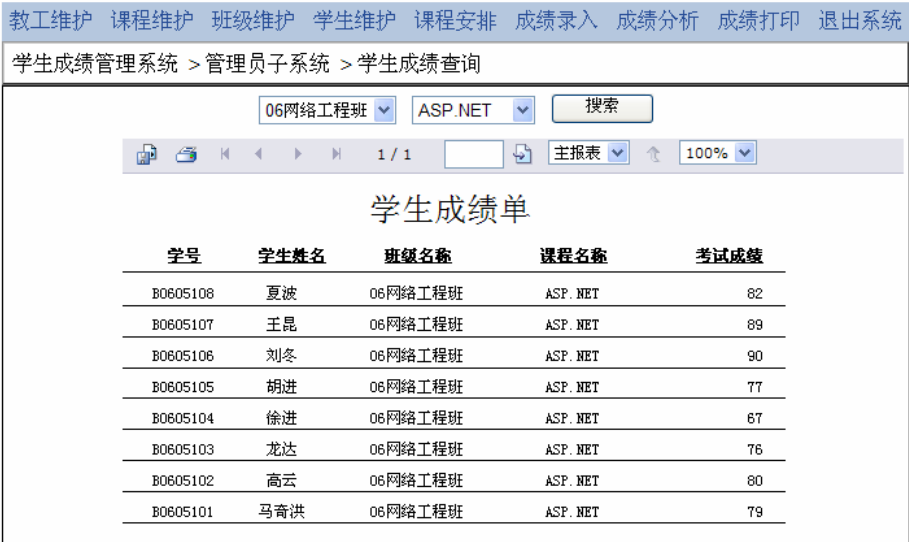 教工维护 课程维护 班级维护 学生维护 课程安排 成绩录入 成绩分析 成绩打印 退出系统
学生成绩管理系统 >管理员子系统 >学生成绩查询
06网络工程班 ASP.NET 搜索
1 / 1 主报表 100%
学生成绩单
学号 学生姓名 班级名称 课程名称 考试成绩
B0605108 夏波 06网络工程班 ASP.NET 82
B0605107 王昆 06网络工程班 ASP.NET 89
B0605106 刘冬 06网络工程班 ASP.NET 90
B0605105 胡进 06网络工程班 ASP.NET 77
B0605104 徐进 06网络工程班 ASP.NET 67
B0605103 龙达 06网络工程班 ASP.NET 76
B0605102 高云 06网络工程班 ASP.NET 80
B0605101 马奇洪 06网络工程班 ASP.NET 79